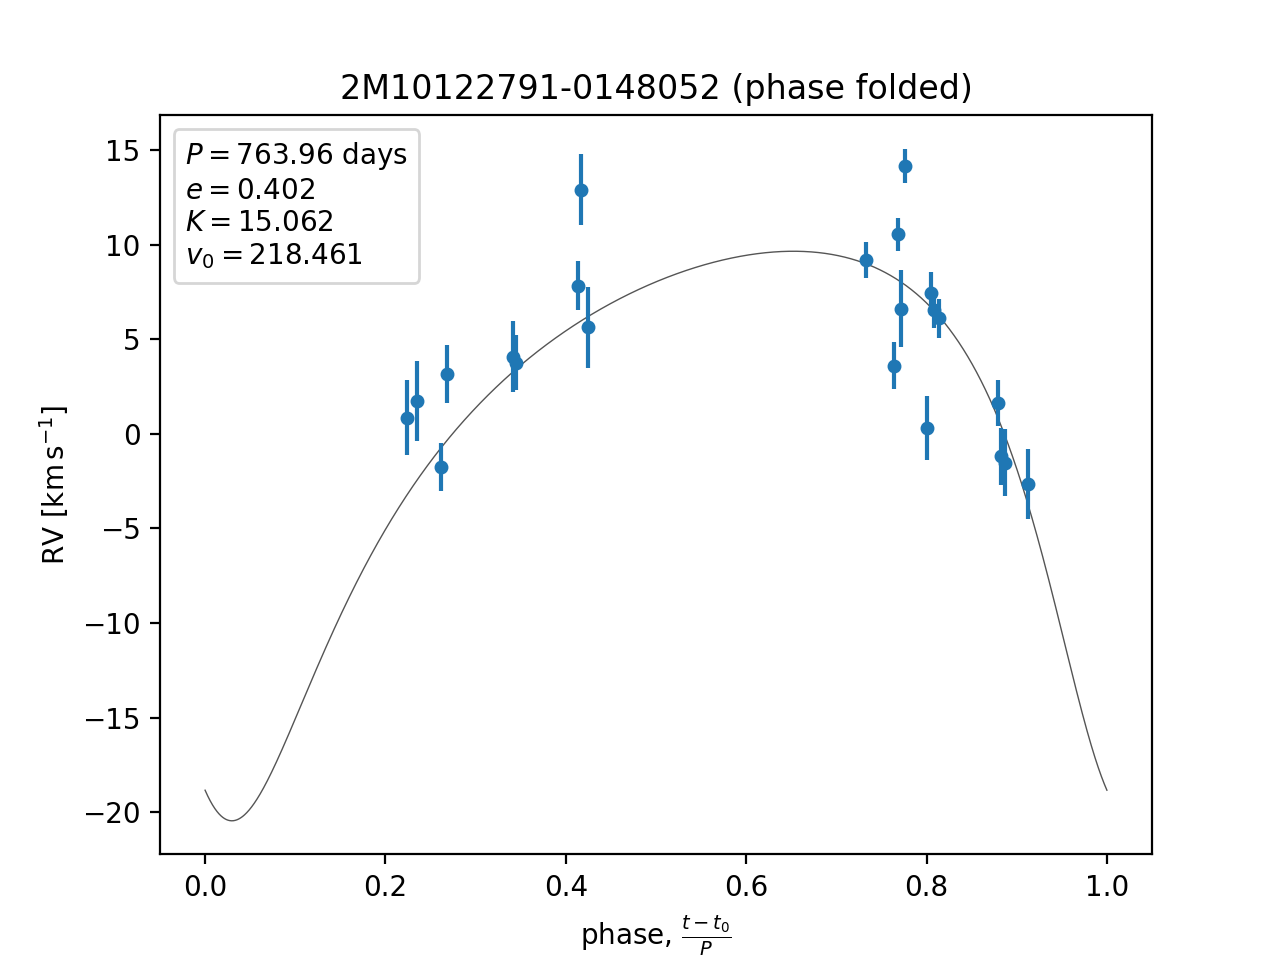 2M10122791-0148052 (phase folded)
P = 763.96 days
e = 0.402
K = 15.062
v₀ = 218.461
15
10
5
0
−5
−10
−15
−20
RV [km s⁻¹]
0.0 0.2 0.4 0.6 0.8 1.0
phase, (t − t₀)/P